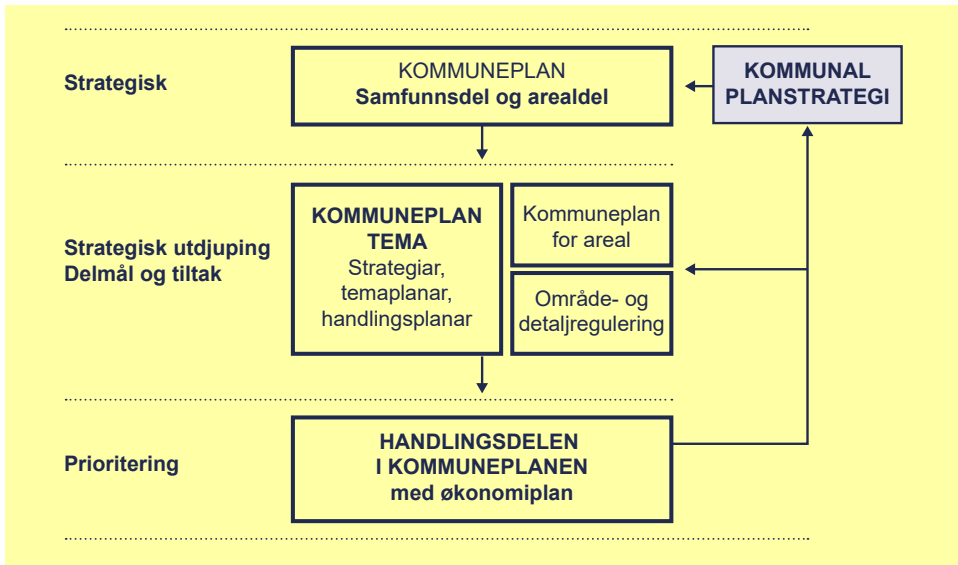 Strategisk
KOMMUNEPLAN
Samfunnsdel og arealdel
KOMMUNAL
PLANSTRATEGI
Strategisk utdjuping
Delmål og tiltak
KOMMUNEPLAN
TEMA
Strategiar,
temaplanar,
handlingsplanar
Kommuneplan
for areal
Område- og
detaljregulering
Prioritering
HANDLINGSDELEN
I KOMMUNEPLANEN
med økonomiplan